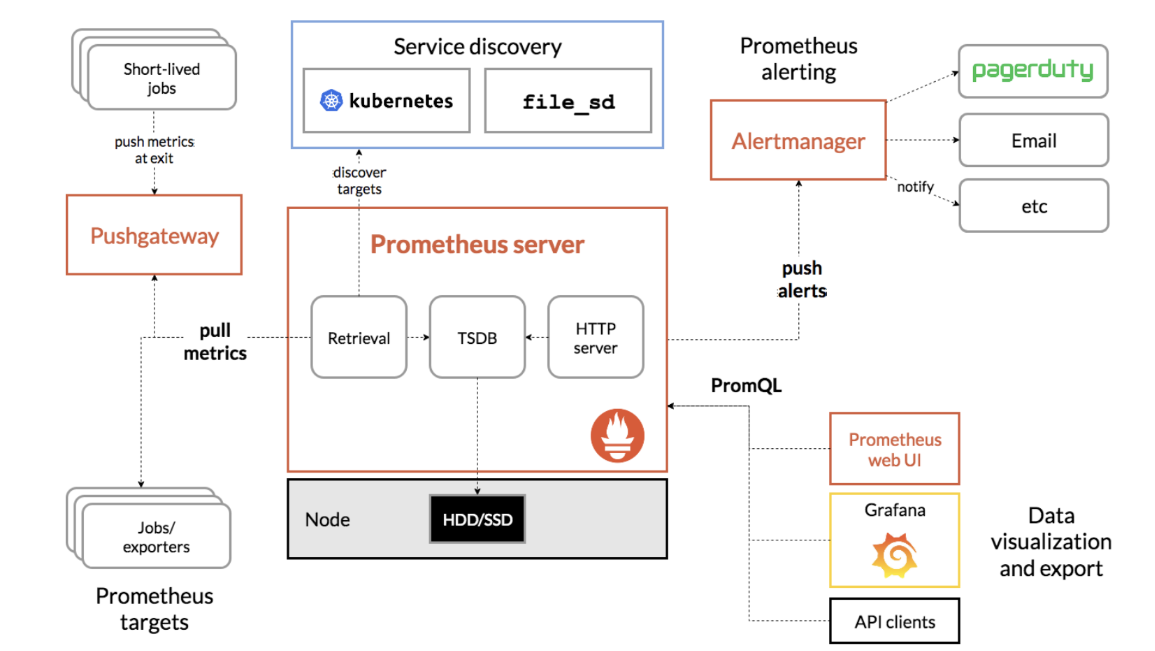 Short-lived
jobs
push metrics
at exit
Pushgateway
Service discovery
kubernetes
file_sd
discover
targets
Prometheus
alerting
Alertmanager
pagerduty
Email
notify
etc
Prometheus server
Retrieval
TSDB
HTTP
server
pull
metrics
push
alerts
PromQL
Node
HDD/SSD
Jobs/
exporters
Prometheus
targets
Prometheus
web UI
Grafana
API clients
Data
visualization
and export